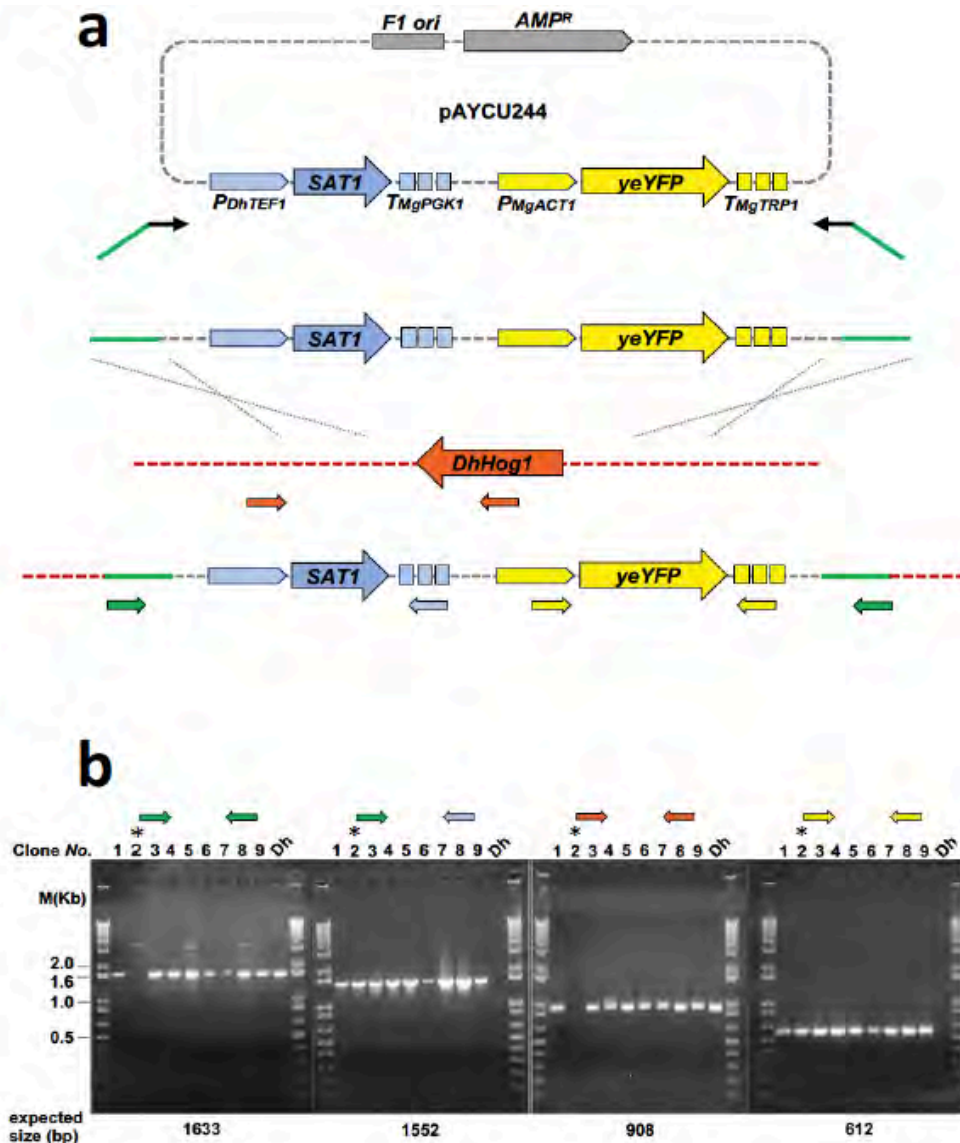 a
F1 ori AMPR
pAYCU244
SAT1 yeYFP
PDhTEF1 TMgPGK1 PMgACT1 TMgTRP1
SAT1 yeYFP
DhHog1
SAT1 yeYFP
b
* * * *
Clone No. 1 2 3 4 5 6 7 8 9 Dh 1 2 3 4 5 6 7 8 9 Dh 1 2 3 4 5 6 7 8 9 Dh 1 2 3 4 5 6 7 8 9 Dh
M(Kb)
2.0
1.6
1.0
0.5
expected
size (bp) 1633 1552 908 612